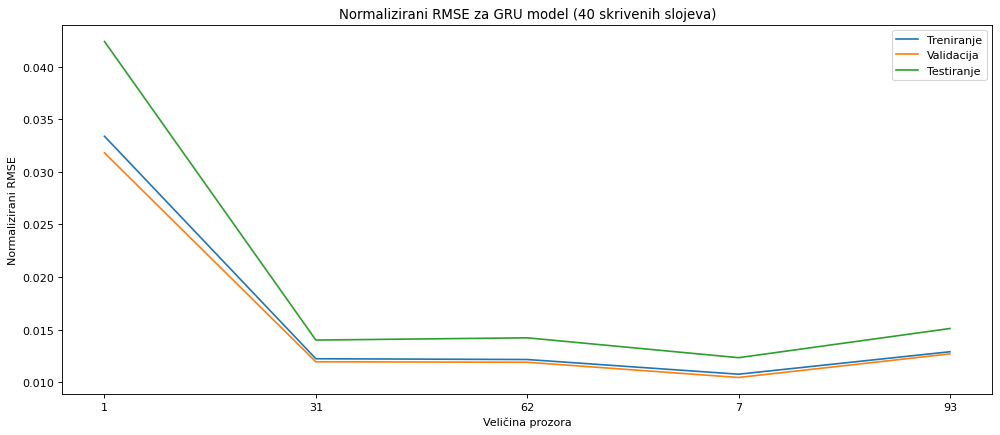 Normalizirani RMSE za GRU model (40 skrivenih slojeva)
Treniranje
Validacija
Testiranje
Normalizirani RMSE
0.040
0.035
0.030
0.025
0.020
0.015
0.010
1 31 62 7 93
Veličina prozora